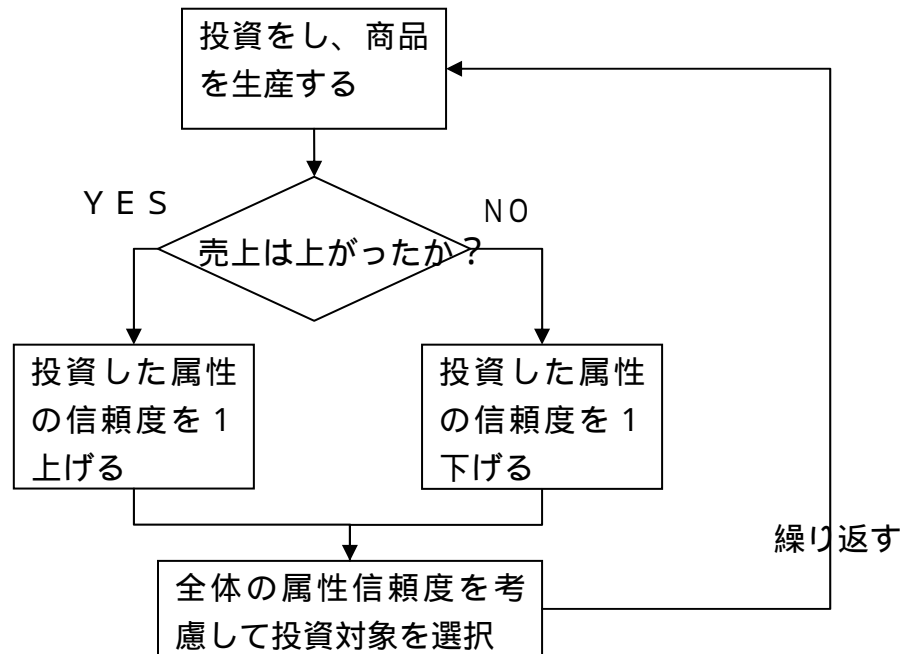 投資をし、商品
を生産する
ＹＥＳ
ＮＯ
売上は上がったか？
投資した属性
の信頼度を１
上げる
投資した属性
の信頼度を１
下げる
繰り返す
全体の属性信頼度を考
慮して投資対象を選択